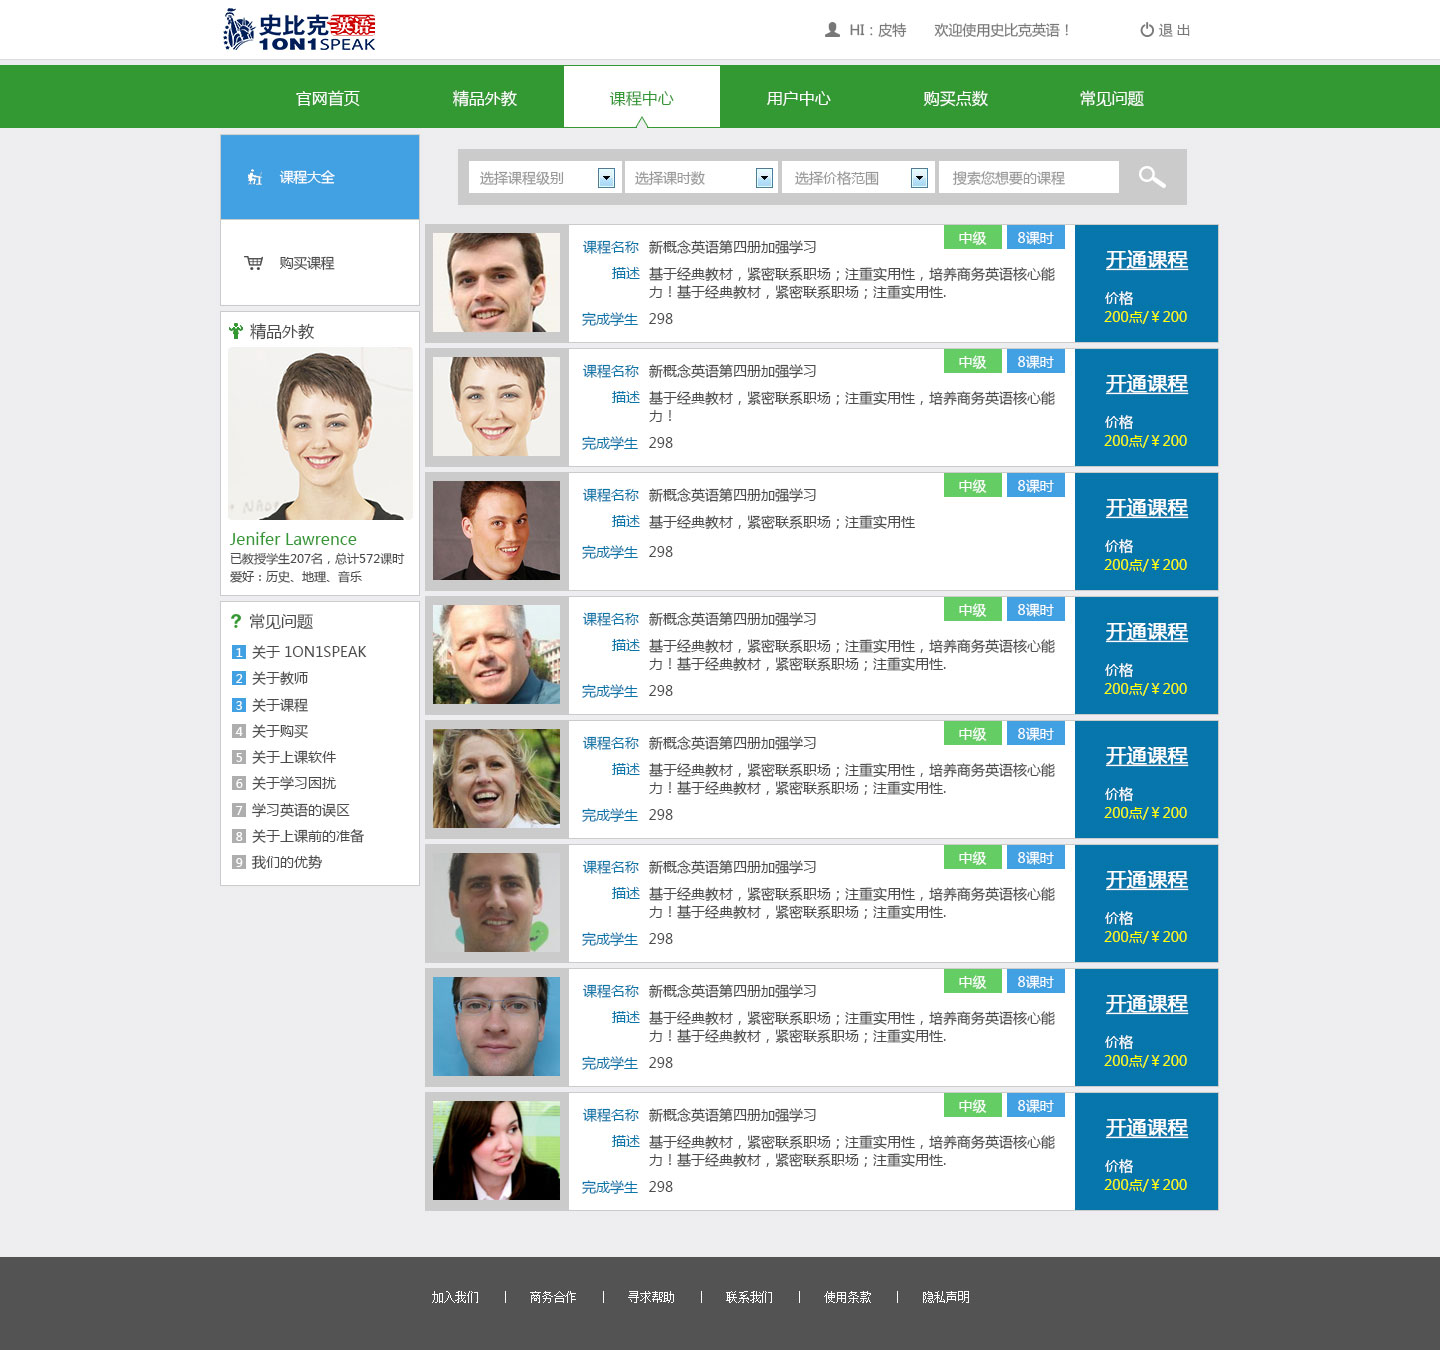 史比克英语
1ON1SPEAK
HI：皮特
欢迎使用史比克英语！
退 出
官网首页
精品外教
课程中心
用户中心
购买点数
常见问题
课程大全
购买课程
精品外教
Jenifer Lawrence
已教授学生207名，总计572课时
爱好：历史、地理、音乐
? 常见问题
1 关于 1ON1SPEAK
2 关于教师
3 关于课程
4 关于购买
5 关于上课软件
6 关于学习困扰
7 学习英语的误区
8 关于上课前的准备
9 我们的优势
选择课程级别
选择课时数
选择价格范围
搜索您想要的课程
课程名称 新概念英语第四册加强学习
中级
8课时
描述 基于经典教材，紧密联系职场；注重实用性，培养商务英语核心能
力！基于经典教材，紧密联系职场；注重实用性.
完成学生 298
开通课程
价格
200点/￥200
课程名称 新概念英语第四册加强学习
中级
8课时
描述 基于经典教材，紧密联系职场；注重实用性，培养商务英语核心能
力！
完成学生 298
开通课程
价格
200点/￥200
课程名称 新概念英语第四册加强学习
中级
8课时
描述 基于经典教材，紧密联系职场；注重实用性
完成学生 298
开通课程
价格
200点/￥200
课程名称 新概念英语第四册加强学习
中级
8课时
描述 基于经典教材，紧密联系职场；注重实用性，培养商务英语核心能
力！基于经典教材，紧密联系职场；注重实用性.
完成学生 298
开通课程
价格
200点/￥200
课程名称 新概念英语第四册加强学习
中级
8课时
描述 基于经典教材，紧密联系职场；注重实用性，培养商务英语核心能
力！基于经典教材，紧密联系职场；注重实用性.
完成学生 298
开通课程
价格
200点/￥200
课程名称 新概念英语第四册加强学习
中级
8课时
描述 基于经典教材，紧密联系职场；注重实用性，培养商务英语核心能
力！基于经典教材，紧密联系职场；注重实用性.
完成学生 298
开通课程
价格
200点/￥200
课程名称 新概念英语第四册加强学习
中级
8课时
描述 基于经典教材，紧密联系职场；注重实用性，培养商务英语核心能
力！基于经典教材，紧密联系职场；注重实用性.
完成学生 298
开通课程
价格
200点/￥200
课程名称 新概念英语第四册加强学习
中级
8课时
描述 基于经典教材，紧密联系职场；注重实用性，培养商务英语核心能
力！基于经典教材，紧密联系职场；注重实用性.
完成学生 298
开通课程
价格
200点/￥200
加入我们 | 商务合作 | 寻求帮助 | 联系我们 | 使用条款 | 隐私声明